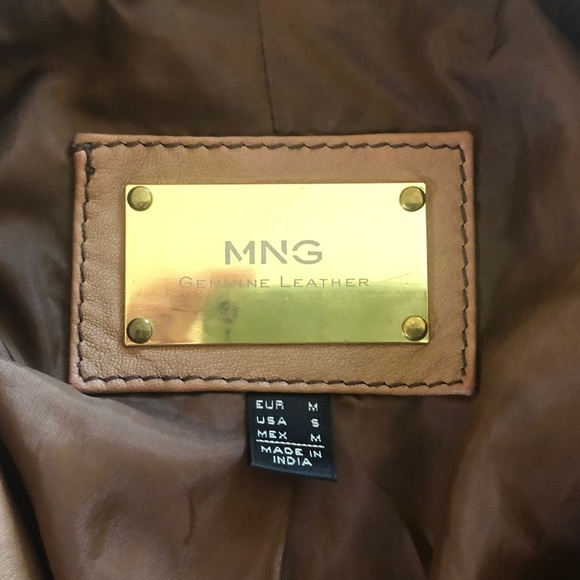 MNG
GENUINE LEATHER
EUR M
USA S
MEX M
MADE IN
INDIA